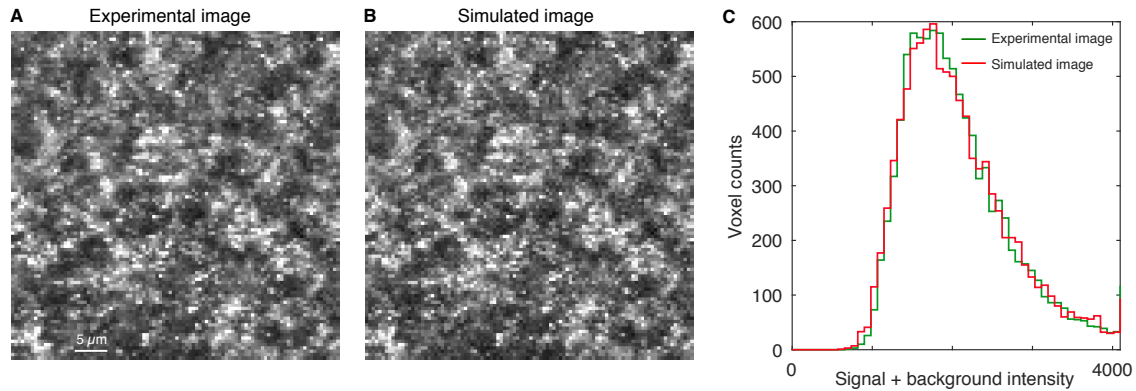 A Experimental image
B Simulated image
5 µm
C
Experimental image
Simulated image
Voxel counts
600
500
400
300
200
100
0
0 4000
Signal + background intensity